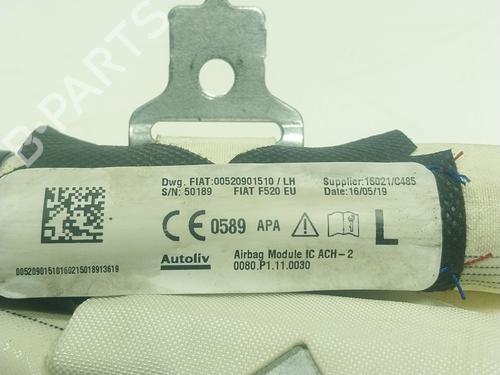 B-PARTS
Dwg. FIAT:00520901510 / LH Supplier:16021/C485
S/N: 50189 FIAT F520 EU Date:16/05/19
CE 0589 APA L
Autoliv Airbag Module IC ACH-2
0080.P1.11.0030
00520901510160215018913619